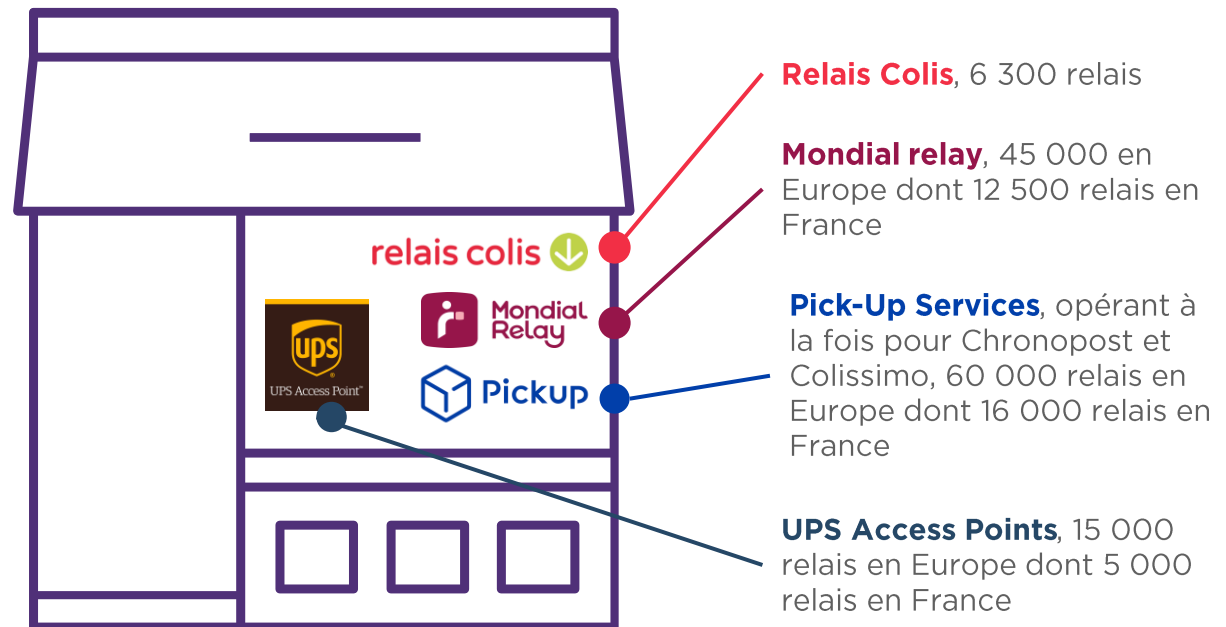 Relais Colis, 6 300 relais
Mondial relay, 45 000 en
Europe dont 12 500 relais en
France
Pick-Up Services, opérant à
la fois pour Chronopost et
Colissimo, 60 000 relais en
Europe dont 16 000 relais en
France
UPS Access Points, 15 000
relais en Europe dont 5 000
relais en France
relais colis
Mondial
Relay
Pickup
ups
UPS Access Point™